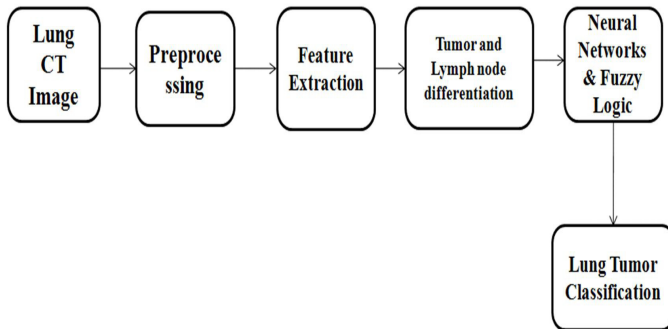 Lung
CT
Image
Preproce
ssing
Feature
Extraction
Tumor and
Lymph node
differentiation
Neural
Networks
& Fuzzy
Logic
Lung Tumor
Classification